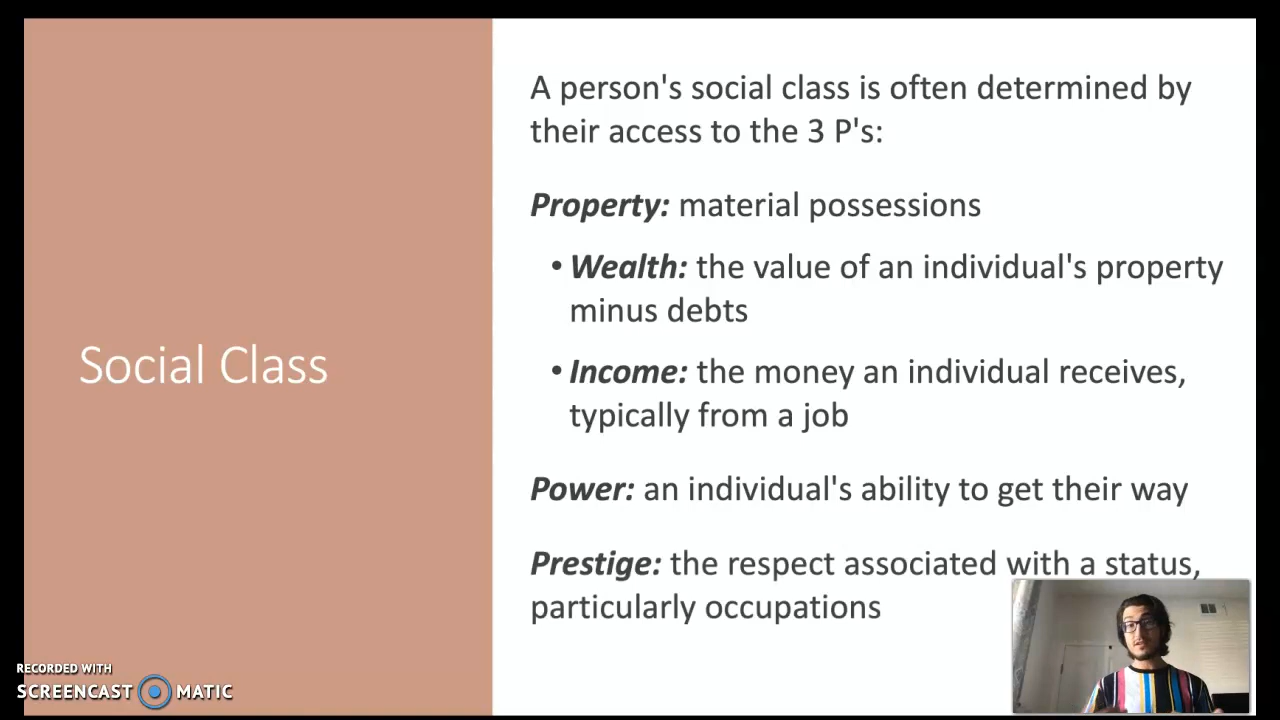 Social Class
A person's social class is often determined by
their access to the 3 P's:
Property: material possessions
• Wealth: the value of an individual's property
minus debts
• Income: the money an individual receives,
typically from a job
Power: an individual's ability to get their way
Prestige: the respect associated with a status,
particularly occupations
RECORDED WITH
SCREENCAST MATIC